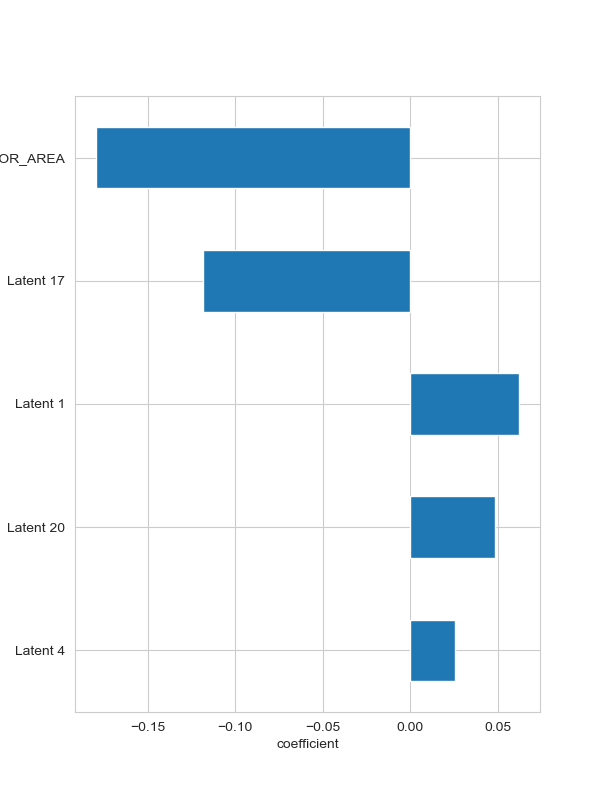 OR_AREA
Latent 17
Latent 1
Latent 20
Latent 4
−0.15 −0.10 −0.05 0.00 0.05
coefficient